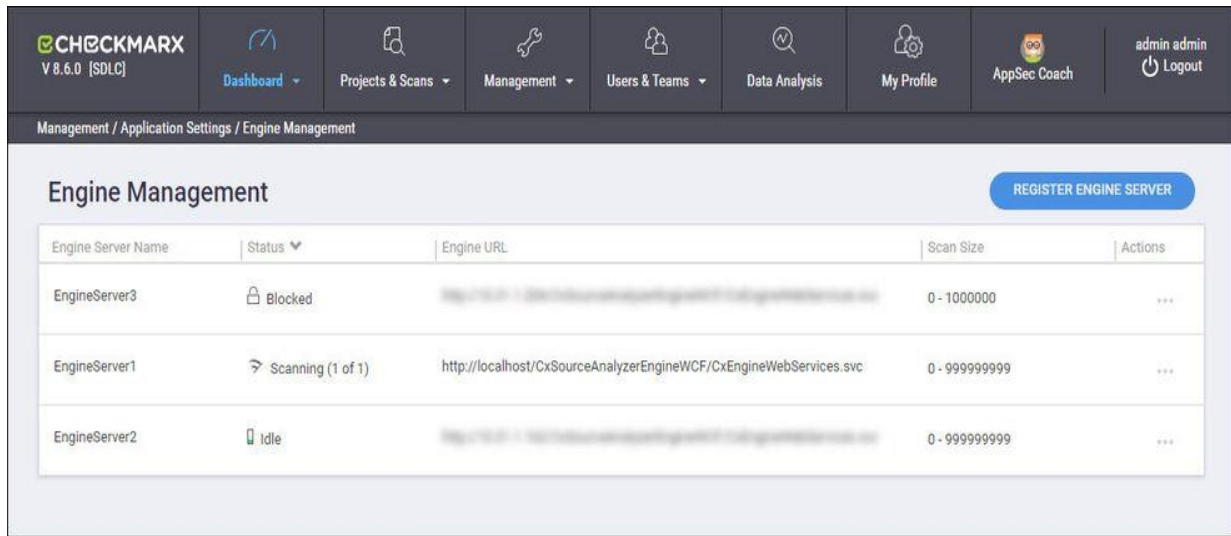 CHECKMARX
V 8.6.0 [SDLC]
Dashboard
Projects & Scans
Management
Users & Teams
Data Analysis
My Profile
AppSec Coach
admin admin
Logout
Management / Application Settings / Engine Management
Engine Management
REGISTER ENGINE SERVER
Engine Server Name Status Engine URL Scan Size Actions
EngineServer3 Blocked 0 - 1000000 ...
EngineServer1 Scanning (1 of 1) http://localhost/CxSourceAnalyzerEngineWCF/CxEngineWebServices.svc 0 - 999999999 ...
EngineServer2 Idle 0 - 999999999 ...